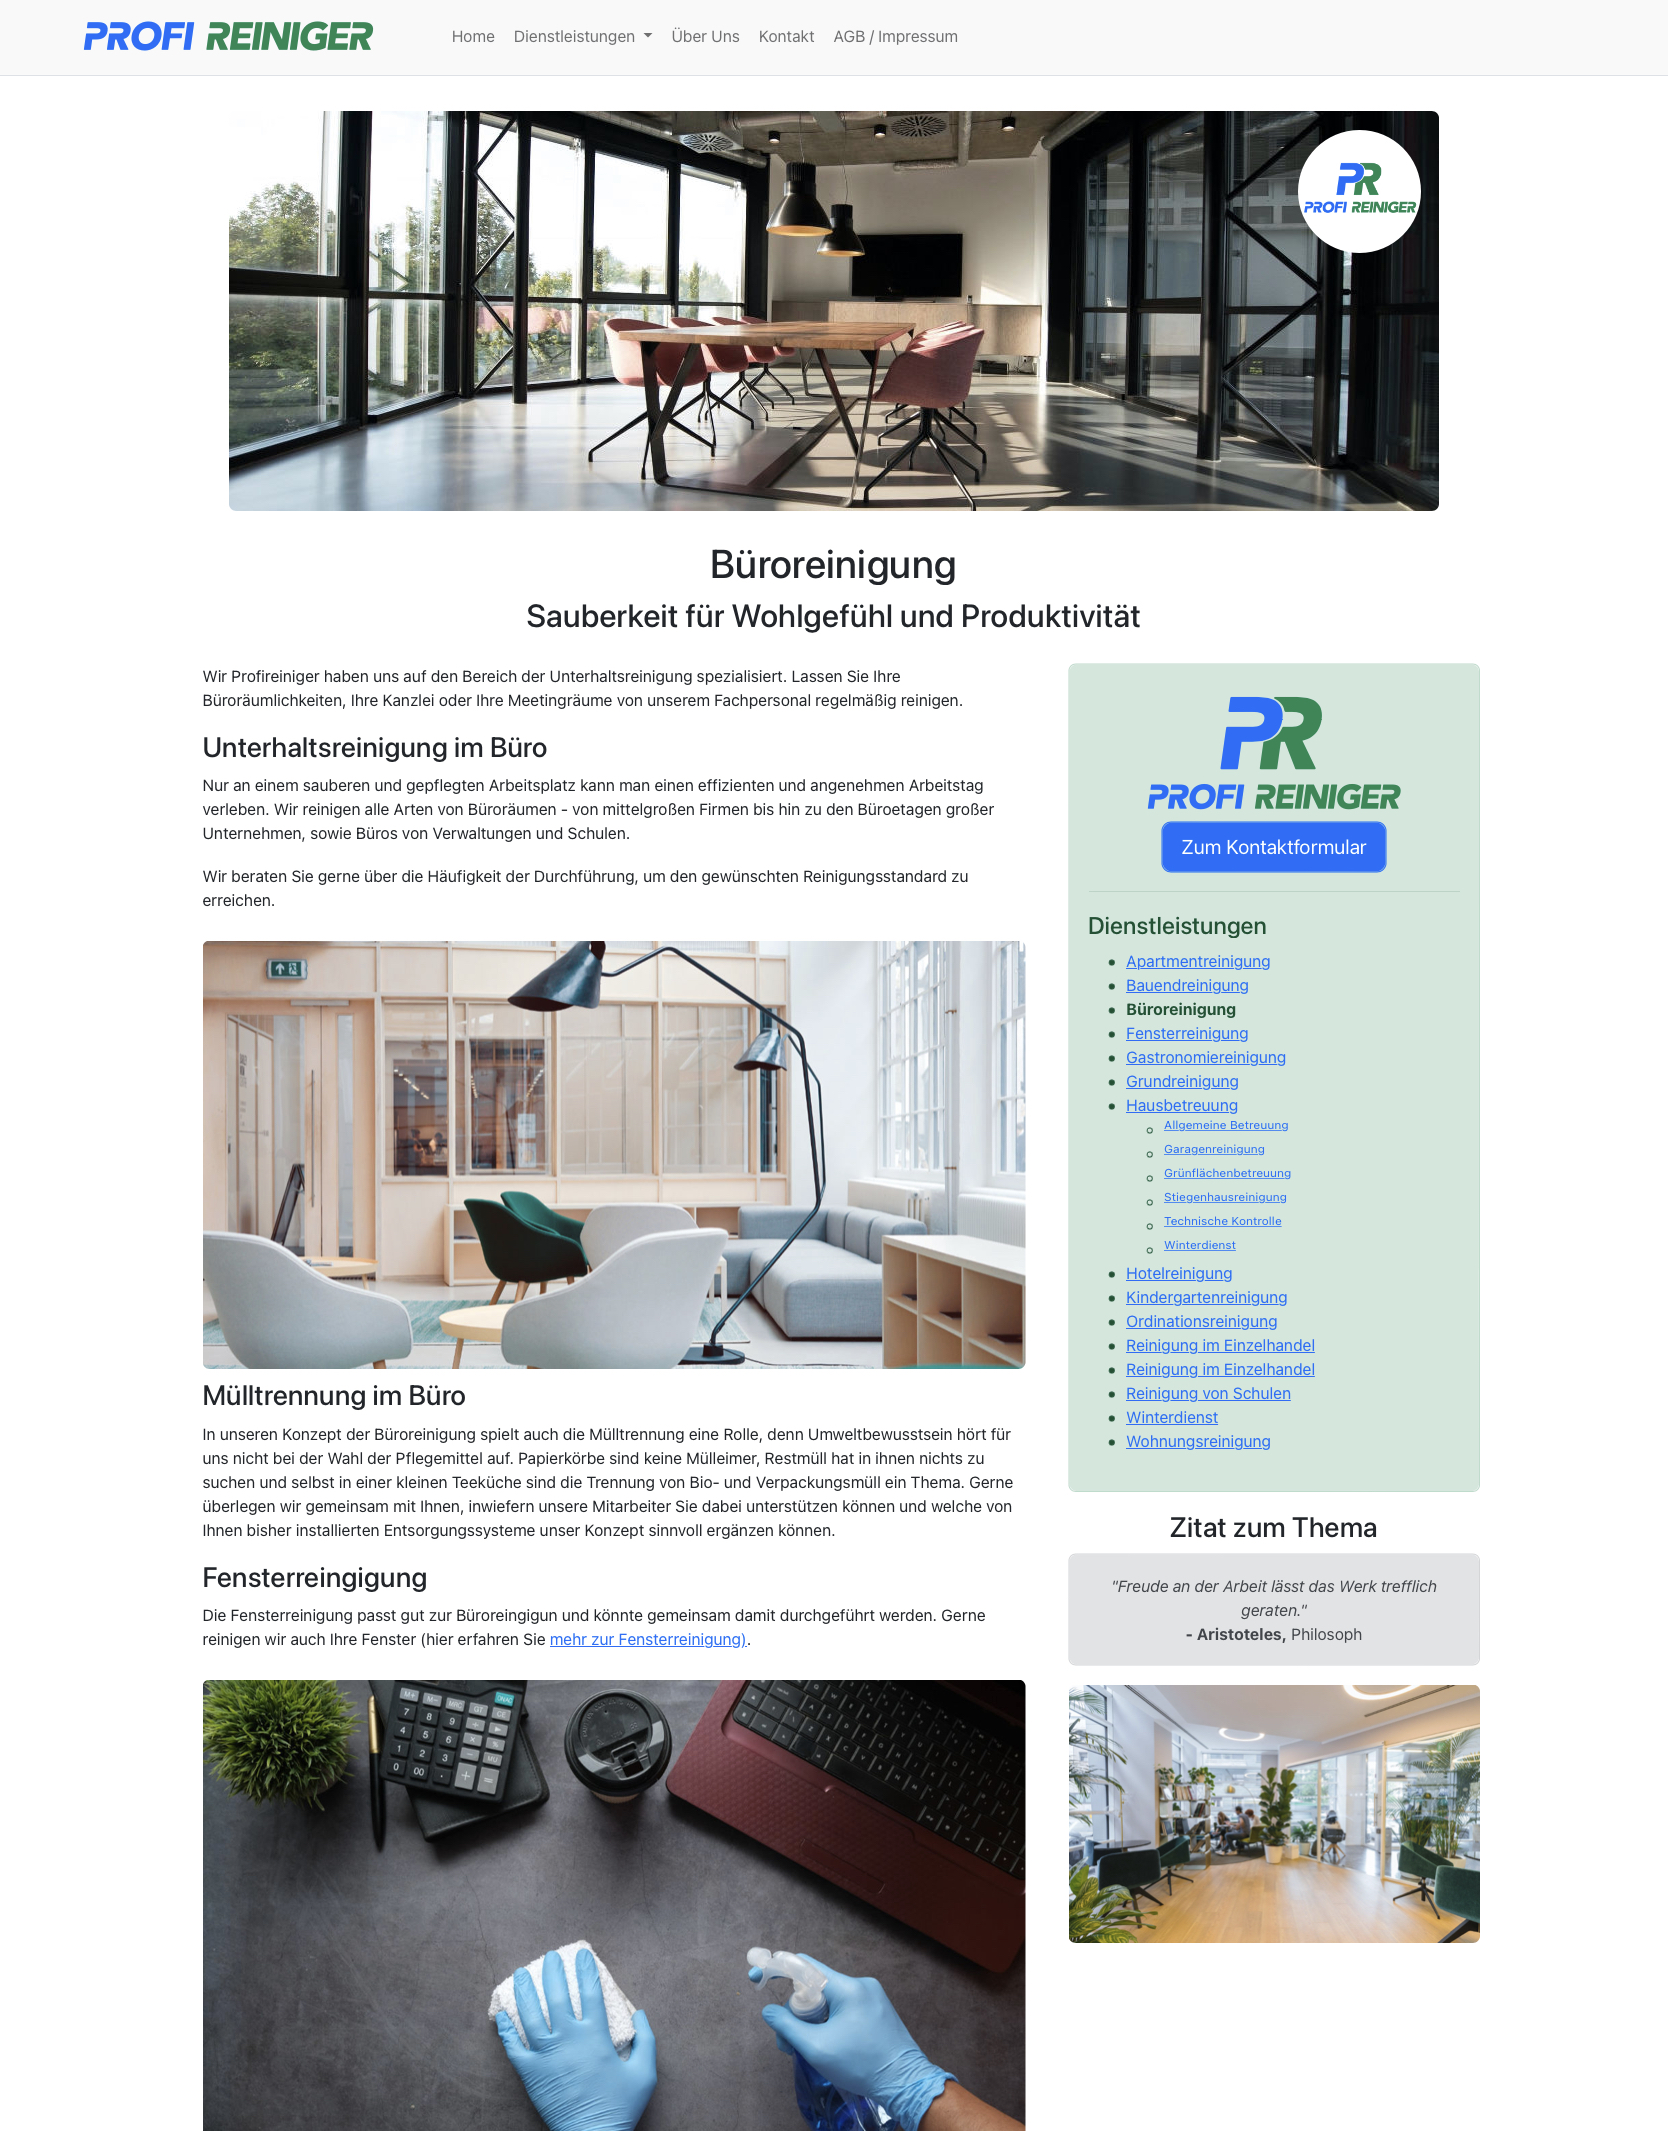 PROFI REINIGER
Home Dienstleistungen Über Uns Kontakt AGB / Impressum
PR
PROFI REINIGER
Büroreinigung
Sauberkeit für Wohlgefühl und Produktivität
Wir Profireiniger haben uns auf den Bereich der Unterhaltsreinigung spezialisiert. Lassen Sie Ihre
Büroräumlichkeiten, Ihre Kanzlei oder Ihre Meetingräume von unserem Fachpersonal regelmäßig reinigen.
Unterhaltsreinigung im Büro
Nur an einem sauberen und gepflegten Arbeitsplatz kann man einen effizienten und angenehmen Arbeitstag
verleben. Wir reinigen alle Arten von Büroräumen - von mittelgroßen Firmen bis hin zu den Büroetagen großer
Unternehmen, sowie Büros von Verwaltungen und Schulen.
Wir beraten Sie gerne über die Häufigkeit der Durchführung, um den gewünschten Reinigungsstandard zu
erreichen.
Mülltrennung im Büro
In unseren Konzept der Büroreinigung spielt auch die Mülltrennung eine Rolle, denn Umweltbewusstsein hört für
uns nicht bei der Wahl der Pflegemittel auf. Papierkörbe sind keine Mülleimer, Restmüll hat in ihnen nichts zu
suchen und selbst in einer kleinen Teeküche sind die Trennung von Bio- und Verpackungsmüll ein Thema. Gerne
überlegen wir gemeinsam mit Ihnen, inwiefern unsere Mitarbeiter Sie dabei unterstützen können und welche von
Ihnen bisher installierten Entsorgungssysteme unser Konzept sinnvoll ergänzen können.
Fensterreingigung
Die Fensterreinigung passt gut zur Büroreingigun und könnte gemeinsam damit durchgeführt werden. Gerne
reinigen wir auch Ihre Fenster (hier erfahren Sie mehr zur Fensterreinigung).
PR
PROFI REINIGER
Zum Kontaktformular
Dienstleistungen
Apartmentreinigung
Bauendreinigung
Büroreinigung
Fensterreinigung
Gastronomiereinigung
Grundreinigung
Hausbetreuung
Allgemeine Betreuung
Garagenreinigung
Grünflächenbetreuung
Stiegenhausreinigung
Technische Kontrolle
Winterdienst
Hotelreinigung
Kindergartenreinigung
Ordinationsreinigung
Reinigung im Einzelhandel
Reinigung im Einzelhandel
Reinigung von Schulen
Winterdienst
Wohnungsreinigung
Zitat zum Thema
"Freude an der Arbeit lässt das Werk trefflich
geraten."
- Aristoteles, Philosoph